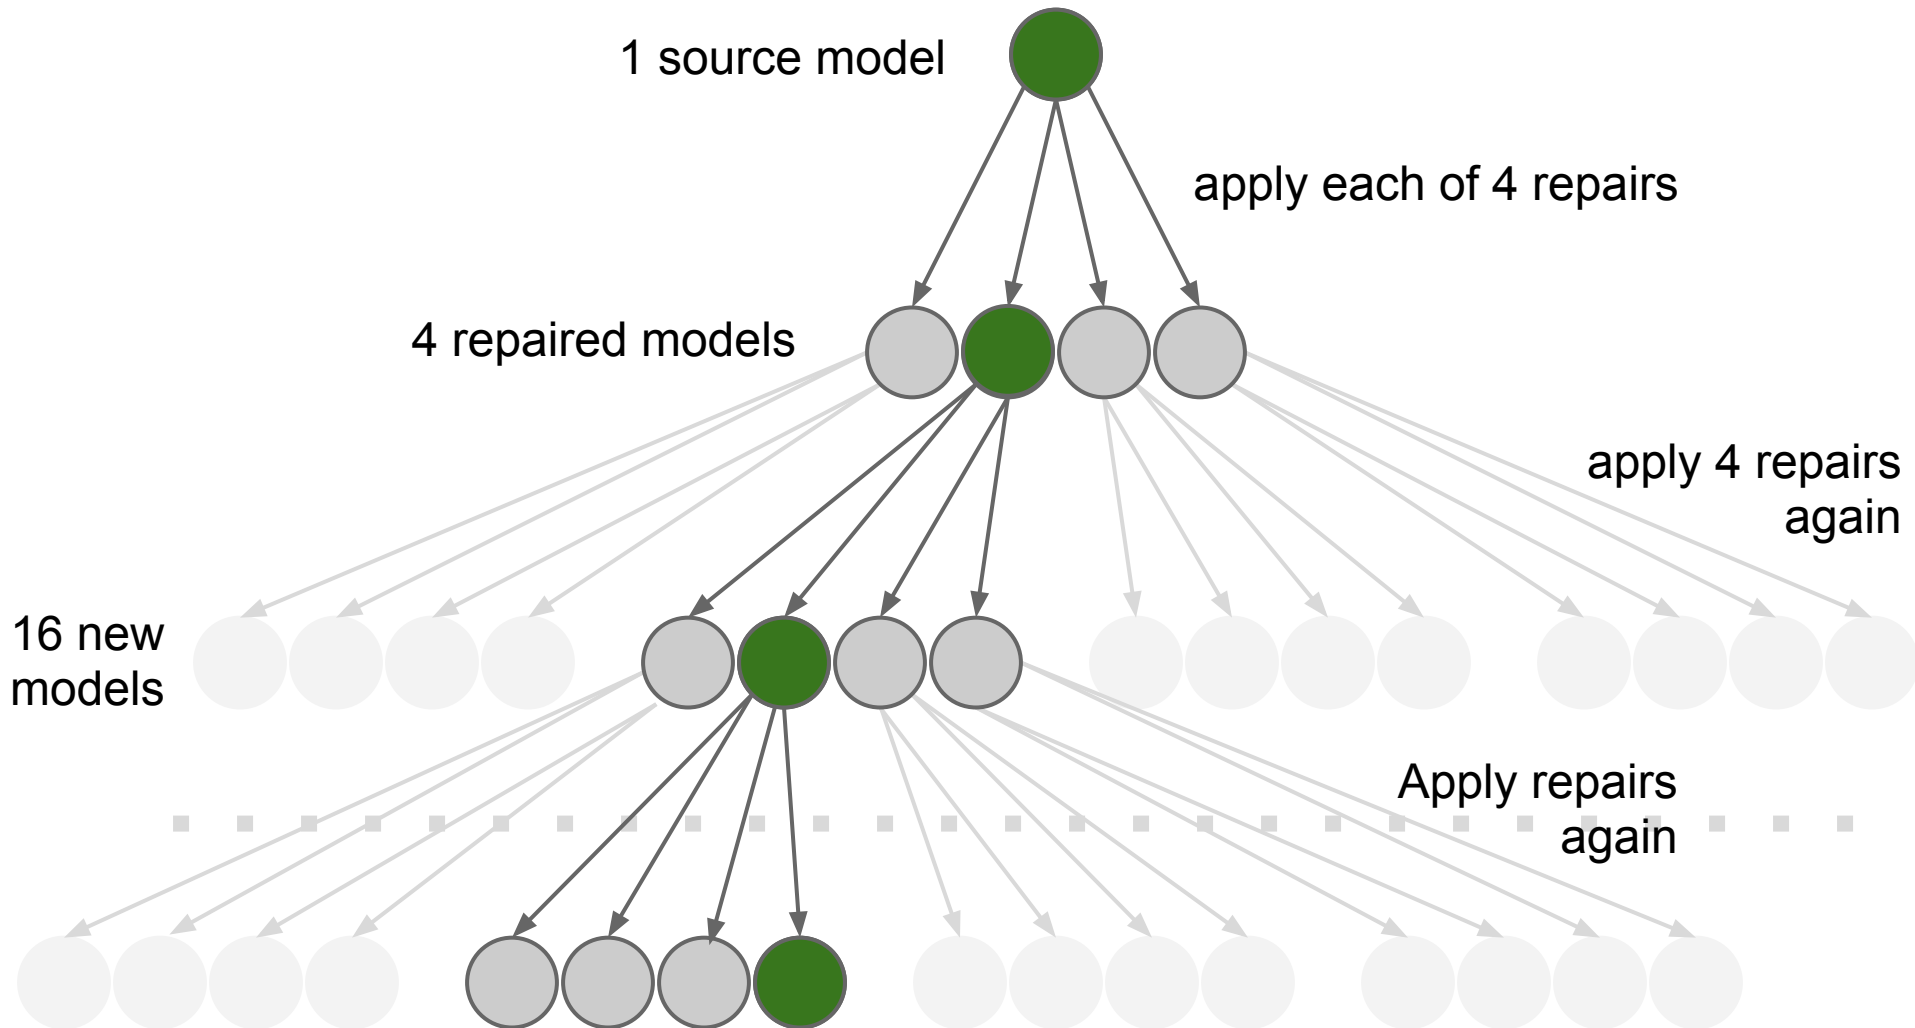 1 source model
apply each of 4 repairs
4 repaired models
apply 4 repairs
again
16 new
models
Apply repairs
again